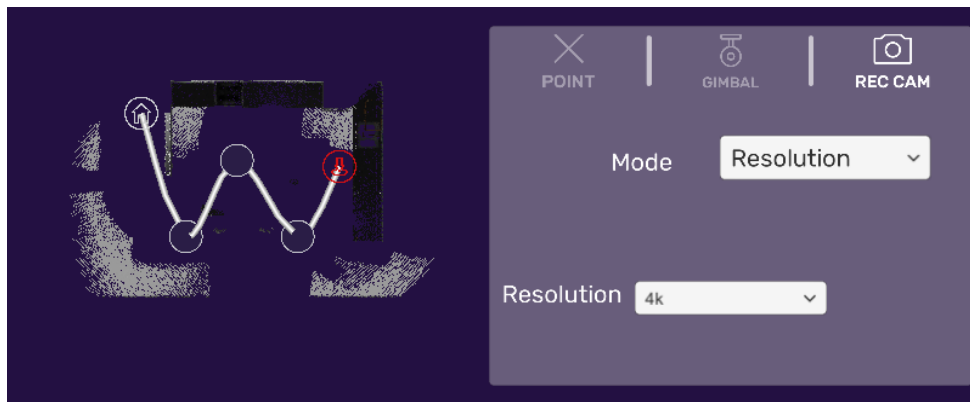 POINT
GIMBAL
REC CAM
Mode
Resolution
Resolution
4k